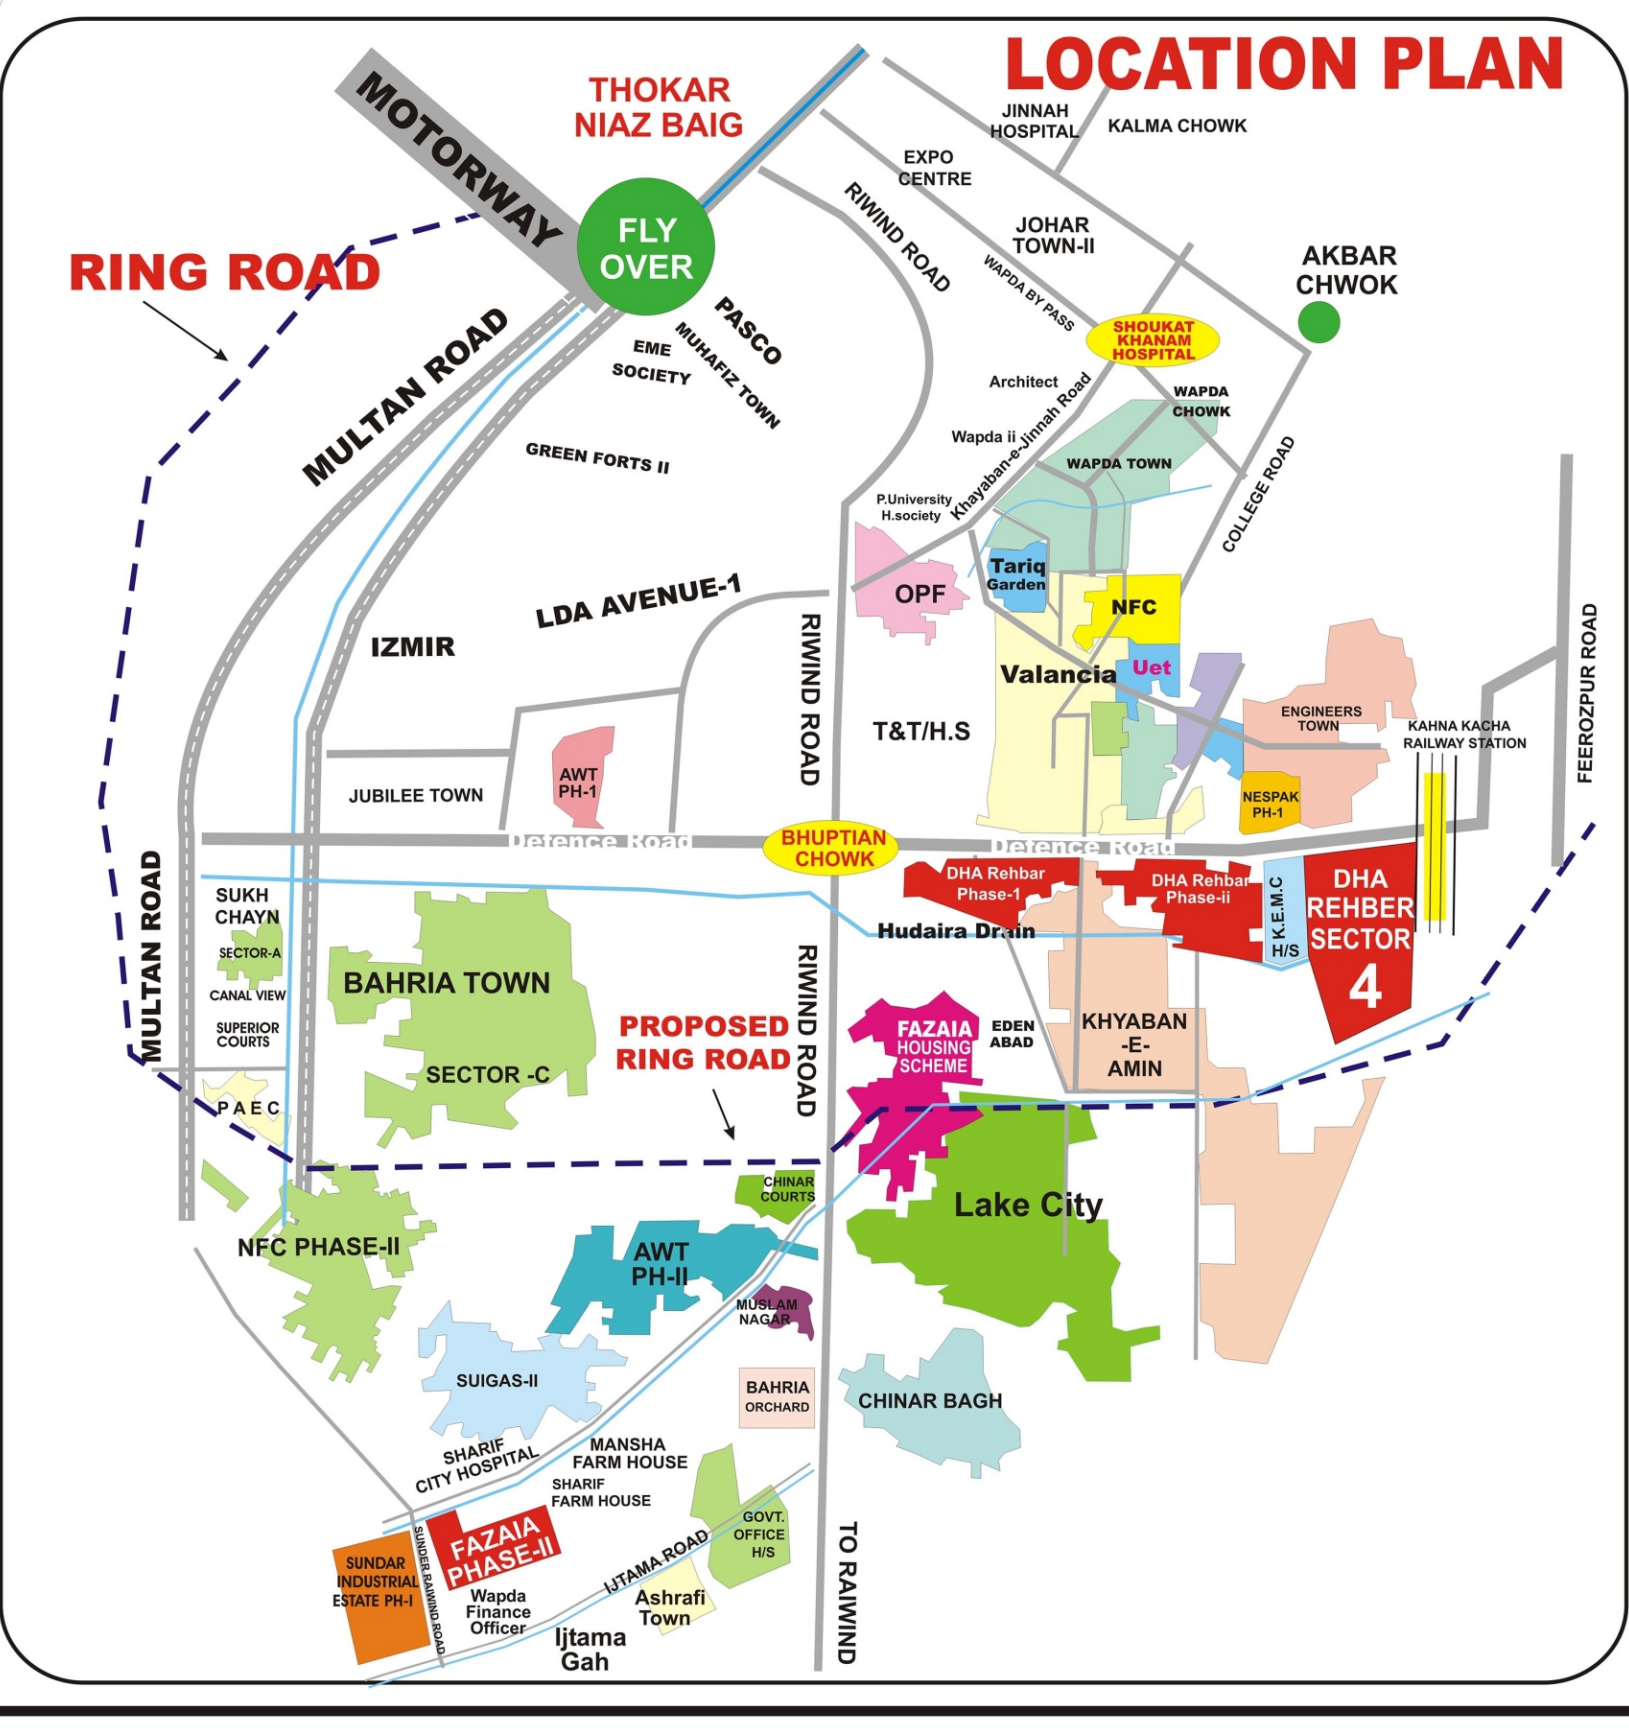 LOCATION PLAN
MOTORWAY
THOKAR
NIAZ BAIG
JINNAH
HOSPITAL
KALMA CHOWK
EXPO
CENTRE
RIWIND ROAD
JOHAR
TOWN-II
WAPDA BY PASS
FLY
OVER
RING ROAD
AKBAR
CHWOK
SHOUKAT
KHANAM
HOSPITAL
PASCO
MUHAFIZ TOWN
EME
SOCIETY
MULTAN ROAD
GREEN FORTS II
Architect
Wapda ii
Khayaban-e-Jinnah Road
WAPDA
CHOWK
WAPDA TOWN
COLLEGE ROAD
P.University
H.society
Tariq
Garden
OPF
NFC
LDA AVENUE-1
IZMIR
RIWIND ROAD
Valancia
Uet
T&T/H.S
ENGINEERS
TOWN
KAHNA KACHA
RAILWAY STATION
FEEROZPUR ROAD
AWT
PH-1
JUBILEE TOWN
NESPAK
PH-1
Defence Road
BHUPTIAN
CHOWK
Defence Road
MULTAN ROAD
SUKH
CHAYN
SECTOR-A
CANAL VIEW
SUPERIOR
COURTS
BAHRIA TOWN
SECTOR -C
DHA Rehbar
Phase-1
DHA Rehbar
Phase-ii
K.E.M.C
H/S
DHA
REHBER
SECTOR
4
Hudaira Drain
RIWIND ROAD
PROPOSED
RING ROAD
FAZAIA
HOUSING
SCHEME
EDEN
ABAD
KHYABAN
-E-
AMIN
P A E C
CHINAR
COURTS
Lake City
NFC PHASE-II
AWT
PH-II
MUSLAM
NAGAR
SUIGAS-II
BAHRIA
ORCHARD
CHINAR BAGH
SHARIF
CITY HOSPITAL
MANSHA
FARM HOUSE
SHARIF
FARM HOUSE
GOVT.
OFFICE
H/S
FAZAIA
PHASE-II
SUNDAR
INDUSTRIAL
ESTATE PH-I
SUNDER RAIWIND ROAD
Wapda
Finance
Officer
IJTAMA ROAD
Ashrafi
Town
Ijtama
Gah
TO RAIWIND